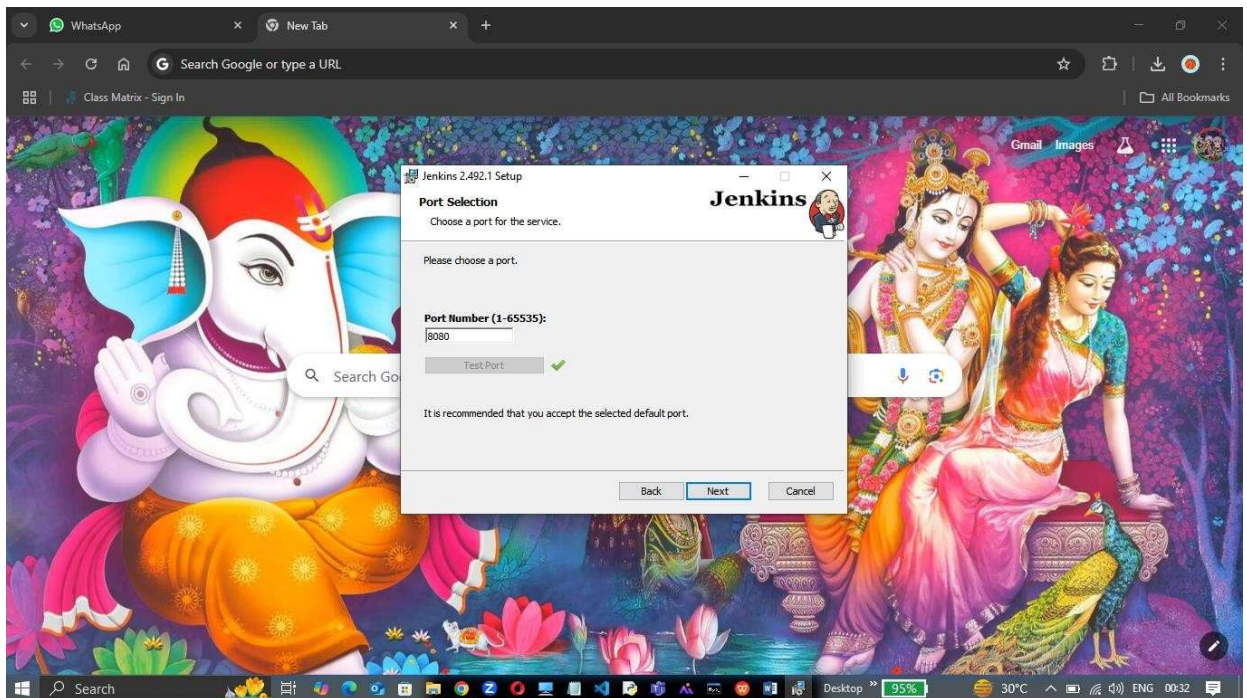 WhatsApp
New Tab
Search Google or type a URL
Class Matrix - Sign In
All Bookmarks
Gmail
Images
Search Go
Jenkins 2.492.1 Setup
Port Selection
Choose a port for the service.
Jenkins
Please choose a port.
Port Number (1-65535):
8080
Test Port
It is recommended that you accept the selected default port.
Back
Next
Cancel
Search
Desktop
95%
30°C
ENG
00:32